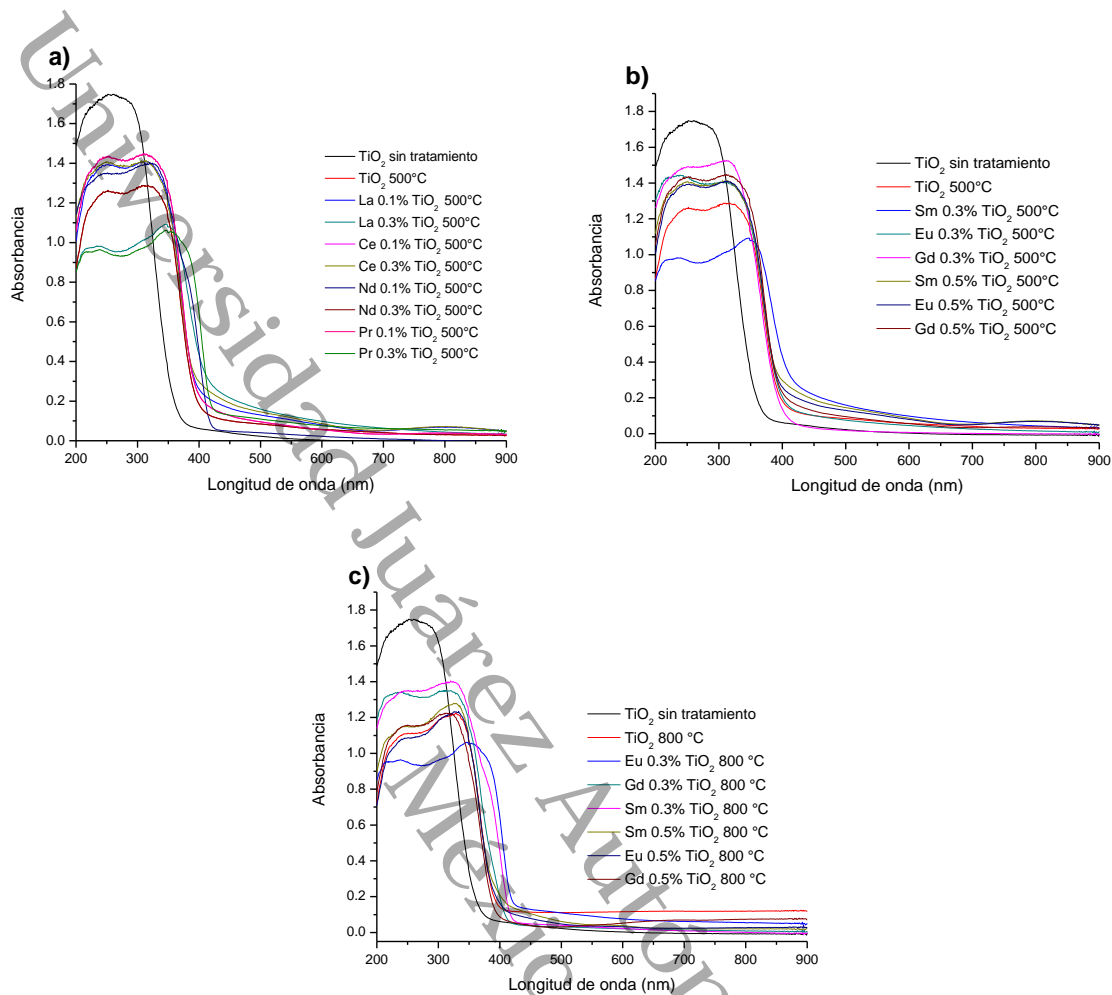 a)
Absorbancia
1.8
1.6
1.4
1.2
1.0
0.8
0.6
0.4
0.2
0.0
200 300 400 500 600 700 800 900
Longitud de onda (nm)
TiO2 sin tratamiento
TiO2 500°C
La 0.1% TiO2 500°C
La 0.3% TiO2 500°C
Ce 0.1% TiO2 500°C
Ce 0.3% TiO2 500°C
Nd 0.1% TiO2 500°C
Nd 0.3% TiO2 500°C
Pr 0.1% TiO2 500°C
Pr 0.3% TiO2 500°C
b)
Absorbancia
1.8
1.6
1.4
1.2
1.0
0.8
0.6
0.4
0.2
0.0
200 300 400 500 600 700 800 900
Longitud de onda (nm)
TiO2 sin tratamiento
TiO2 500°C
Sm 0.3% TiO2 500°C
Eu 0.3% TiO2 500°C
Gd 0.3% TiO2 500°C
Sm 0.5% TiO2 500°C
Eu 0.5% TiO2 500°C
Gd 0.5% TiO2 500°C
c)
Absorbancia
1.8
1.6
1.4
1.2
1.0
0.8
0.6
0.4
0.2
0.0
200 300 400 500 600 700 800 900
Longitud de onda (nm)
TiO2 sin tratamiento
TiO2 800 °C
Eu 0.3% TiO2 800 °C
Gd 0.3% TiO2 800 °C
Sm 0.3% TiO2 800 °C
Sm 0.5% TiO2 800 °C
Eu 0.5% TiO2 800 °C
Gd 0.5% TiO2 800 °C
Universidad Juárez